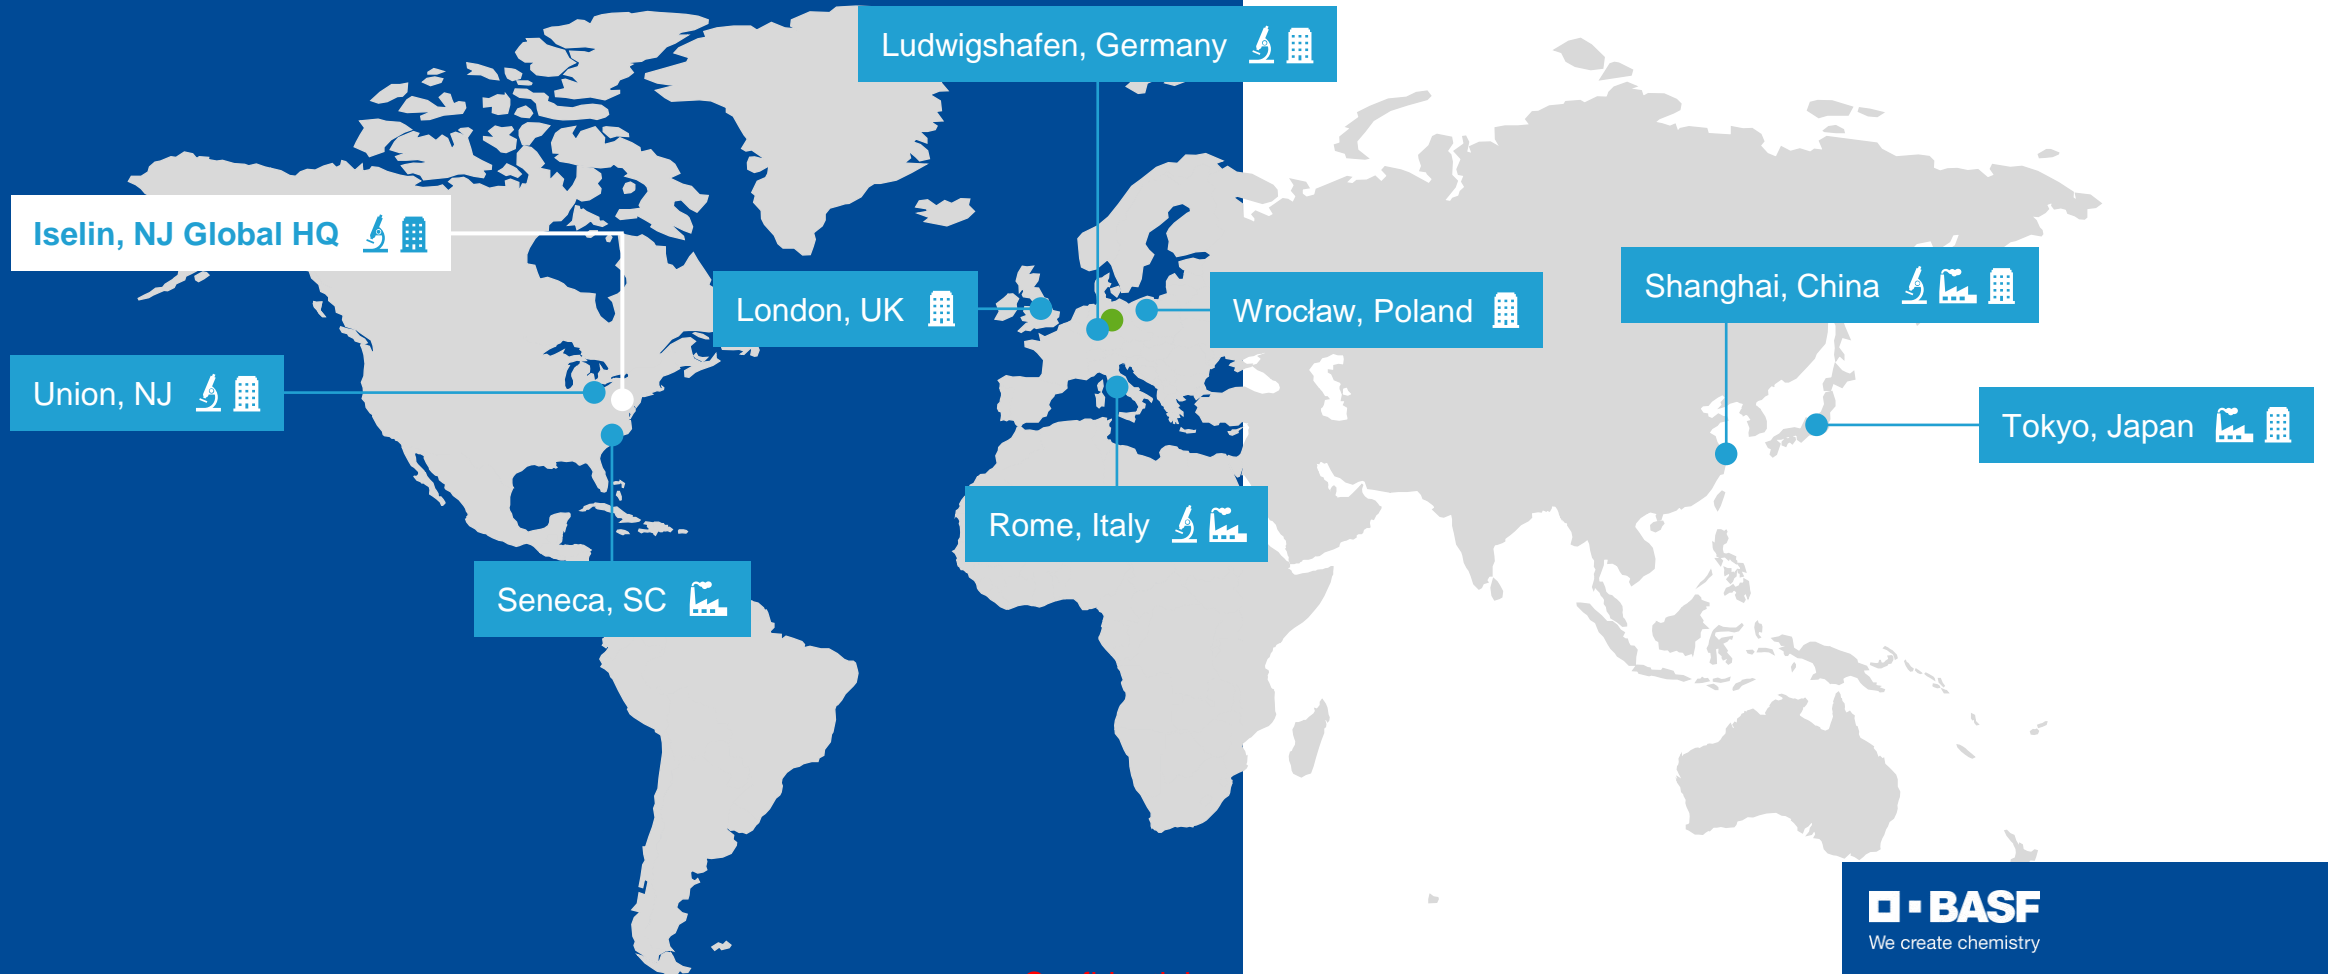 Ludwigshafen, Germany
Iselin, NJ Global HQ
London, UK
Wrocław, Poland
Shanghai, China
Union, NJ
Tokyo, Japan
Rome, Italy
Seneca, SC
BASF
We create chemistry